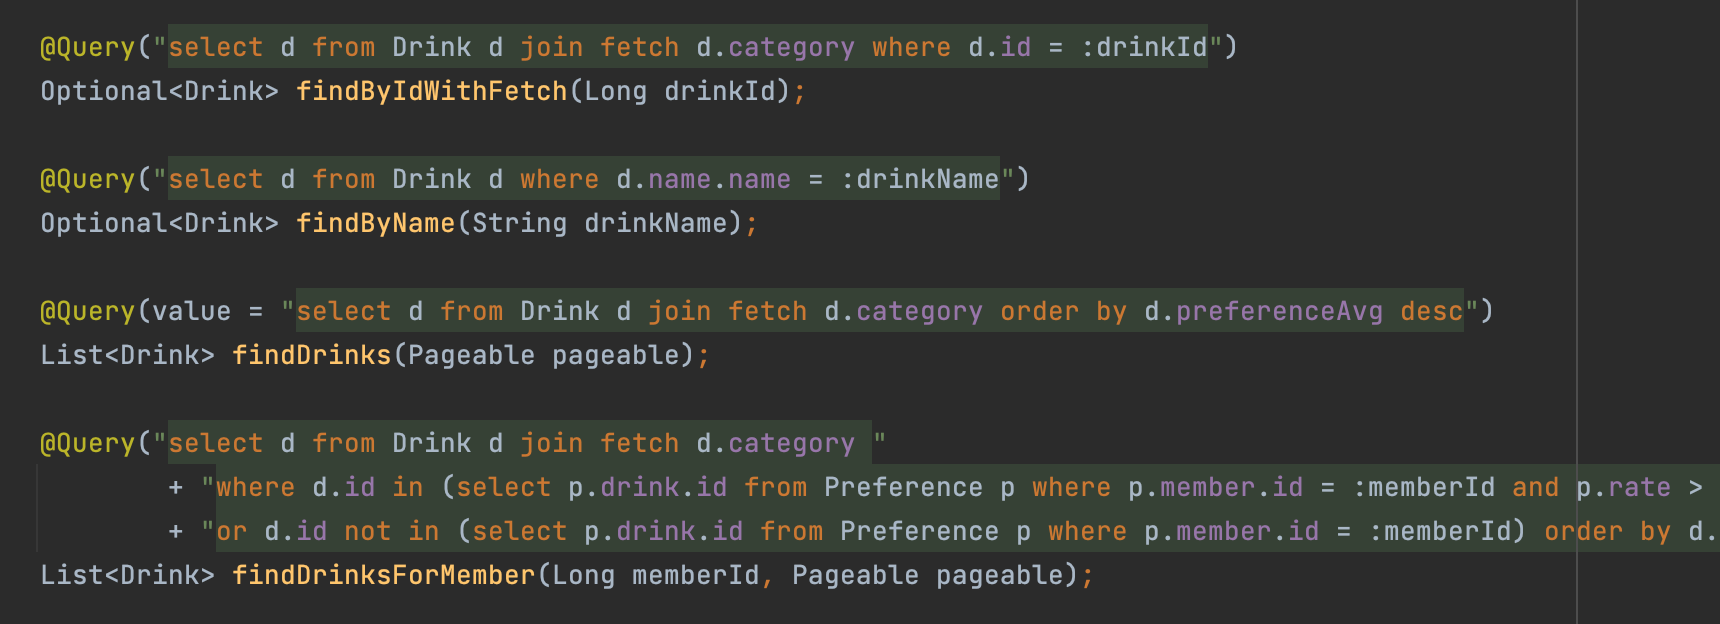 @Query("select d from Drink d join fetch d.category where d.id = :drinkId")
Optional<Drink> findByIdWithFetch(Long drinkId);
@Query("select d from Drink d where d.name.name = :drinkName")
Optional<Drink> findByName(String drinkName);
@Query(value = "select d from Drink d join fetch d.category order by d.preferenceAvg desc")
List<Drink> findDrinks(Pageable pageable);
@Query("select d from Drink d join fetch d.category "
+ "where d.id in (select p.drink.id from Preference p where p.member.id = :memberId and p.rate >
+ "or d.id not in (select p.drink.id from Preference p where p.member.id = :memberId) order by d.
List<Drink> findDrinksForMember(Long memberId, Pageable pageable);